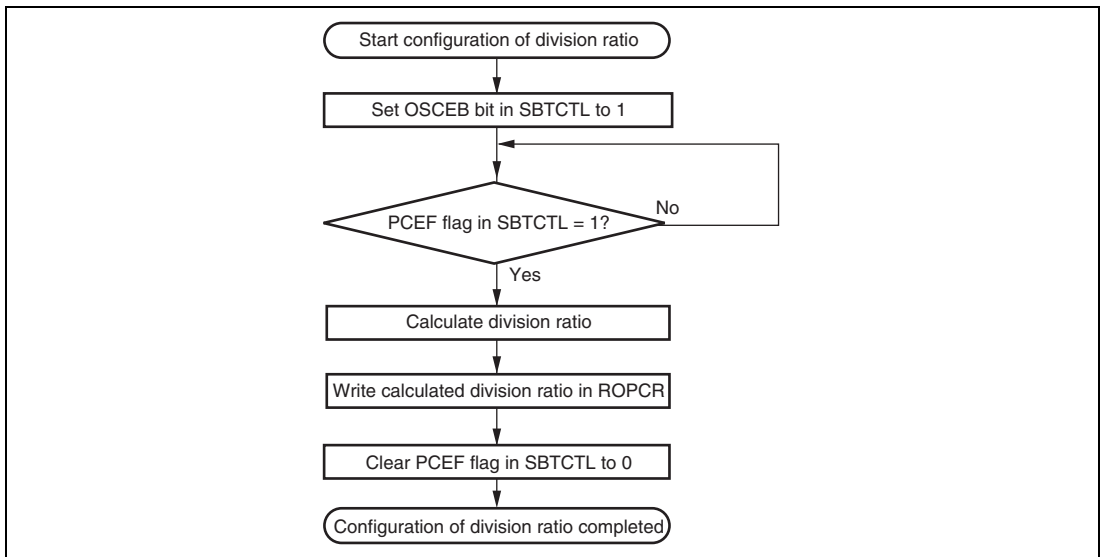 Start configuration of division ratio
Set OSCEB bit in SBTCTL to 1
PCEF flag in SBTCTL = 1?
No
Yes
Calculate division ratio
Write calculated division ratio in ROPCR
Clear PCEF flag in SBTCTL to 0
Configuration of division ratio completed